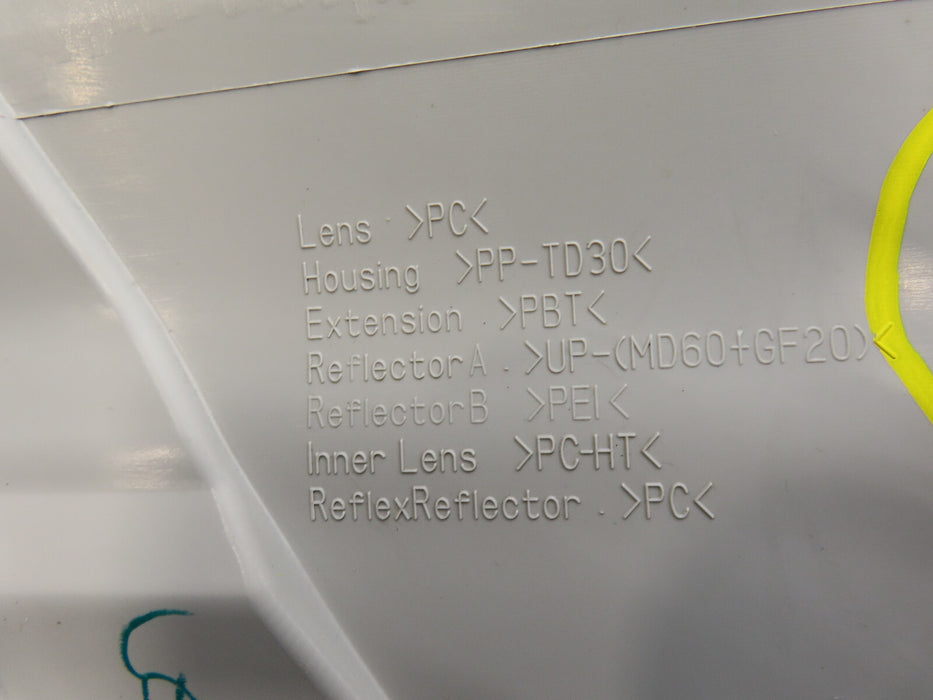 Lens >PC<
Housing >PP-TD30<
Extension >PBT<
ReflectorA >UP-(MD60+GF20)<
ReflectorB >PEI<
Inner Lens >PC-HT<
ReflexReflector >PC<